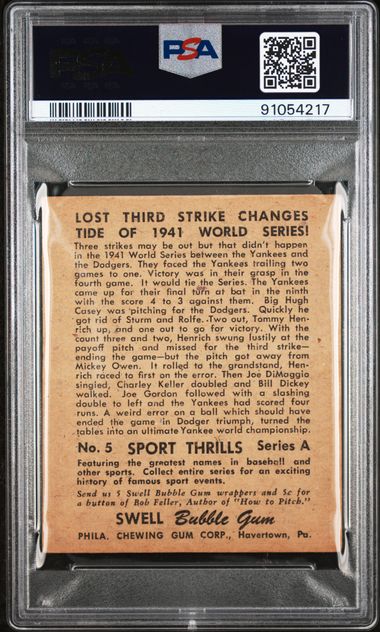 PSA
PSA
91054217
LOST THIRD STRIKE CHANGES
TIDE OF 1941 WORLD SERIES!
Three strikes may be out but that didn't happen
in the 1941 World Series between the Yankees and
the Dodgers. They faced the Yankees trailing two
games to one. Victory was in their grasp in the
fourth game. It would tie the Series. The Yankees
came up for their final turn at bat in the ninth
with the score 4 to 3 against them. Big Hugh
Casey was pitching for the Dodgers. Quickly he
got rid of Sturm and Rolfe. Two out, Tommy Hen-
rich up, and one out to go for victory. With the
count three and two, Henrich swung lustily at the
payoff pitch and missed for the third strike—
ending the game—but the pitch got away from
Mickey Owen. It rolled to the grandstand, Hen-
rich raced to first on the error. Then Joe DiMaggio
singled, Charley Keller doubled and Bill Dickey
walked. Joe Gordon followed with a slashing
double to left and the Yankees had scored four
runs. A weird error on a ball which should have
ended the game in Dodger triumph, turned the
tables into an ultimate Yankee world championship.
No. 5 SPORT THRILLS Series A
Featuring the greatest names in baseball and
other sports. Collect entire series for an exciting
history of famous sport events.
Send us 5 Swell Bubble Gum wrappers and 5c for
a button of Bob Feller, Author of "How to Pitch."
SWELL Bubble Gum
PHILA. CHEWING GUM CORP., Havertown, Pa.